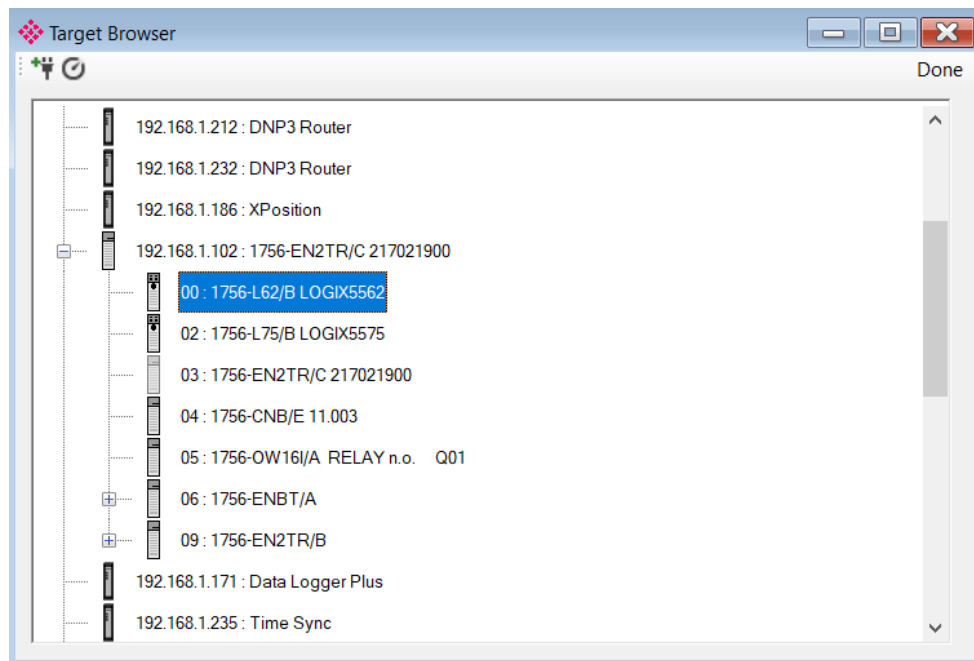 Target Browser
Done
192.168.1.212 : DNP3 Router
192.168.1.232 : DNP3 Router
192.168.1.186 : XPosition
192.168.1.102 : 1756-EN2TR/C 217021900
00 : 1756-L62/B LOGIX5562
02 : 1756-L75/B LOGIX5575
03 : 1756-EN2TR/C 217021900
04 : 1756-CNB/E 11.003
05 : 1756-OW16I/A RELAY n.o. Q01
06 : 1756-ENBT/A
09 : 1756-EN2TR/B
192.168.1.171 : Data Logger Plus
192.168.1.235 : Time Sync